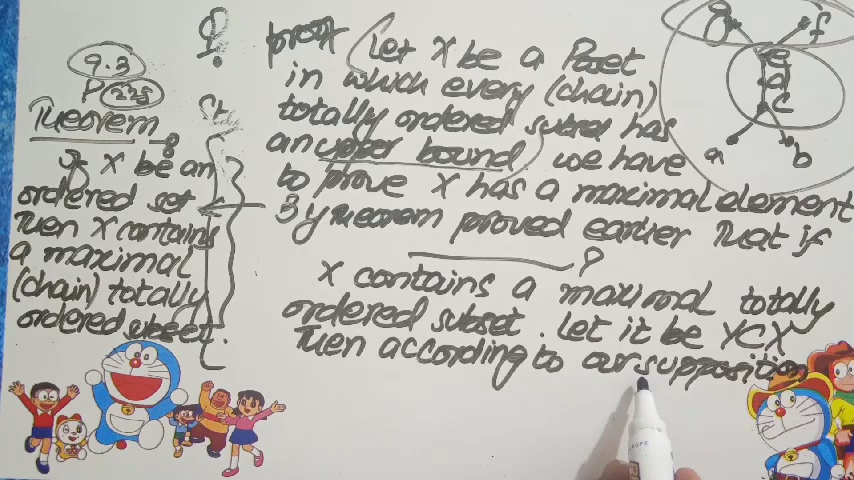 9.3
P 225
Theorem
If X be an
ordered set
Then X contains
a maximal
(chain) totally
ordered subseet.
proof Let X be a Poset
in which every (chain)
totally ordered subset has
an upper bound. we have
to prove X has a maximal element
By Theorem proved earlier That if
X contains a maximal totally
ordered subset. Let it be Y⊂X
Then according to our supposition
g f
e
d
c
a b